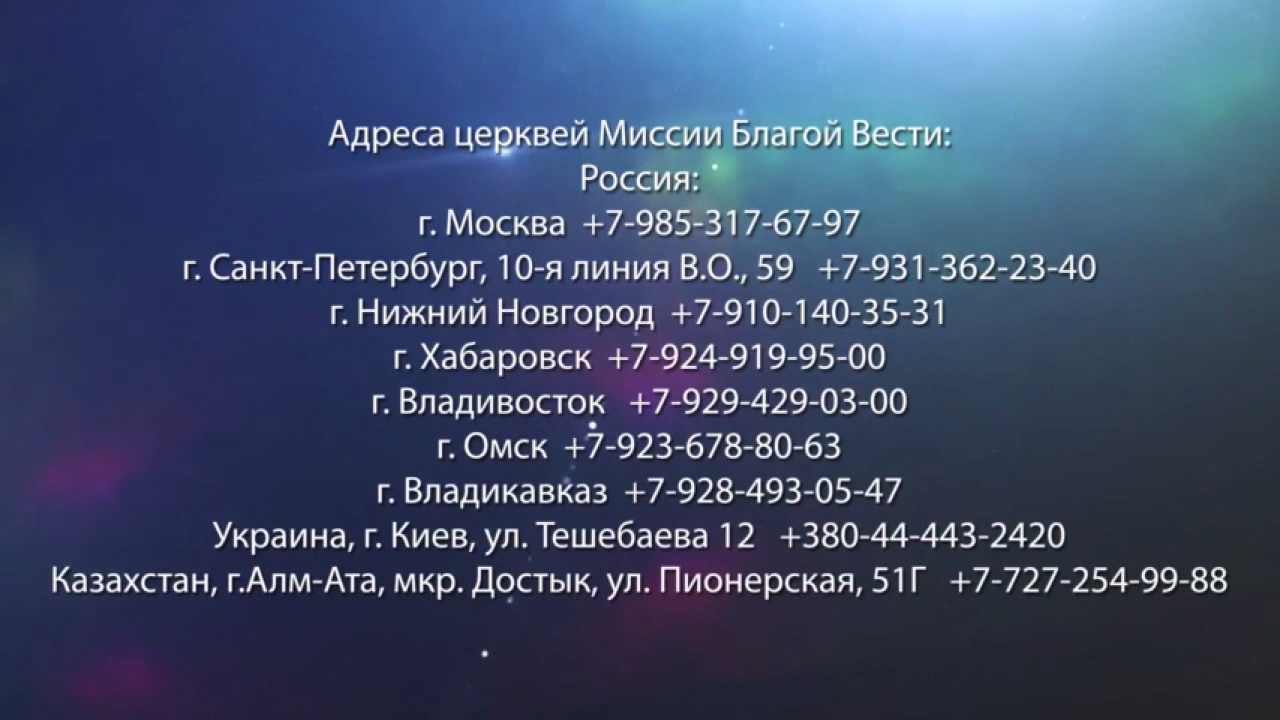 Адреса церквей Миссии Благой Вести:
Россия:
г. Москва +7-985-317-67-97
г. Санкт-Петербург, 10-я линия В.О., 59 +7-931-362-23-40
г. Нижний Новгород +7-910-140-35-31
г. Хабаровск +7-924-919-95-00
г. Владивосток +7-929-429-03-00
г. Омск +7-923-678-80-63
г. Владикавказ +7-928-493-05-47
Украина, г. Киев, ул. Тешебаева 12 +380-44-443-2420
Казахстан, г.Алм-Ата, мкр. Достык, ул. Пионерская, 51Г +7-727-254-99-88